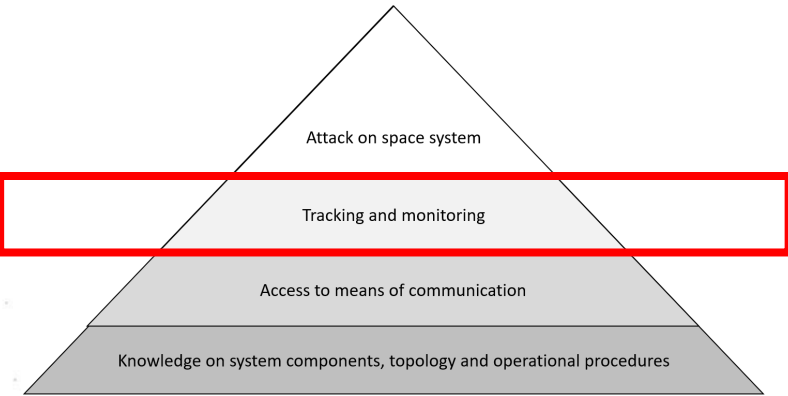 Attack on space system
Tracking and monitoring
Access to means of communication
Knowledge on system components, topology and operational procedures